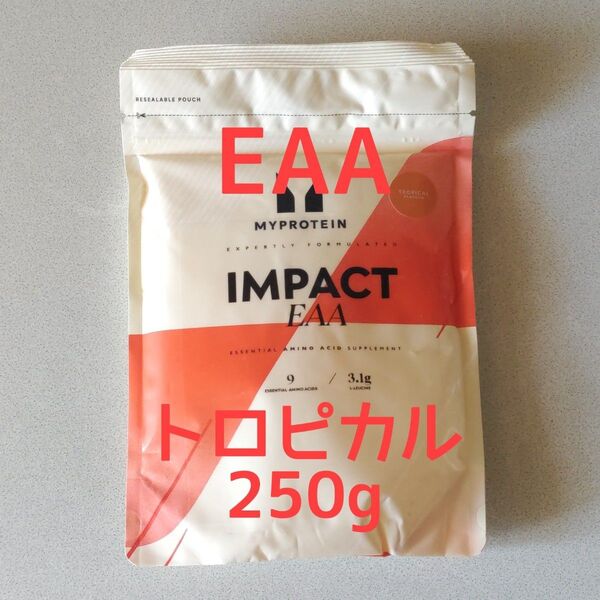 RESEALABLE POUCH
EAA
TROPICAL
MYPROTEIN
EXPERTLY FORMULATED
IMPACT
EAA
ESSENTIAL AMINO ACID SUPPLEMENT
9 / 3.1g
ESSENTIAL AMINO ACIDS L-LEUCINE
トロピカル
250g